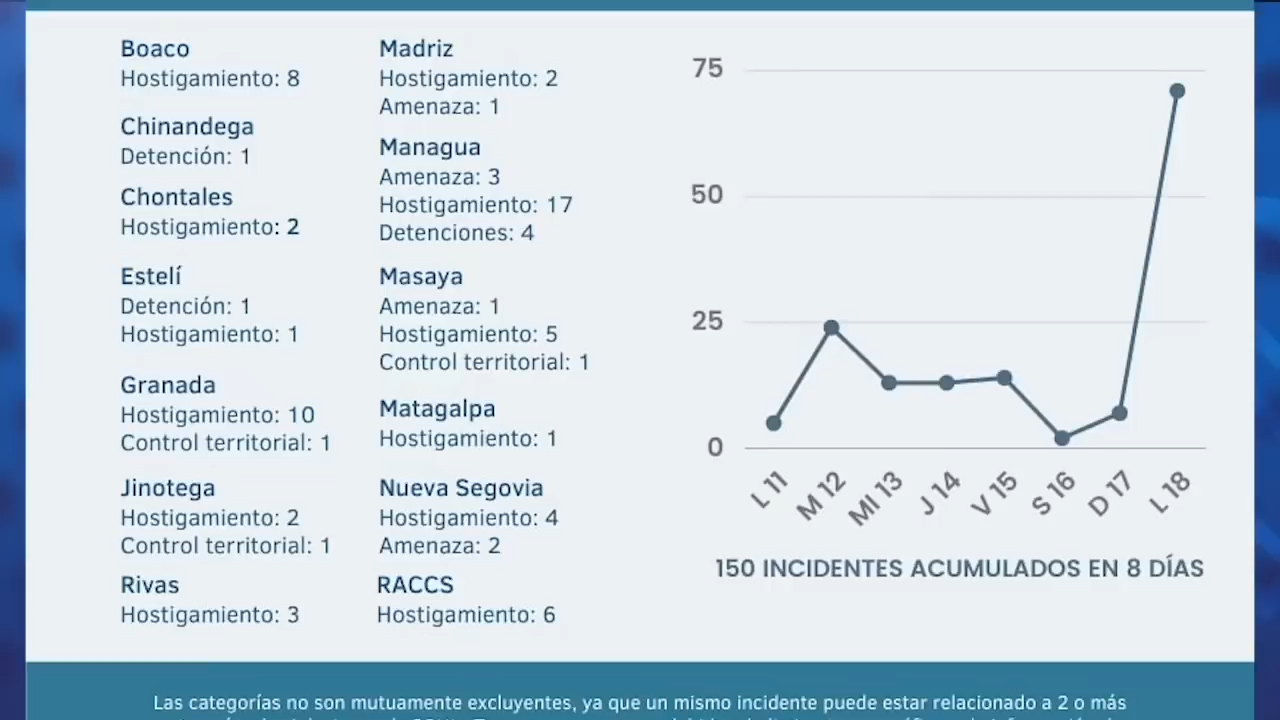 Boaco
Hostigamiento: 8
Chinandega
Detención: 1
Chontales
Hostigamiento: 2
Estelí
Detención: 1
Hostigamiento: 1
Granada
Hostigamiento: 10
Control territorial: 1
Jinotega
Hostigamiento: 2
Control territorial: 1
Rivas
Hostigamiento: 3
Madriz
Hostigamiento: 2
Amenaza: 1
Managua
Amenaza: 3
Hostigamiento: 17
Detenciones: 4
Masaya
Amenaza: 1
Hostigamiento: 5
Control territorial: 1
Matagalpa
Hostigamiento: 1
Nueva Segovia
Hostigamiento: 4
Amenaza: 2
RACCS
Hostigamiento: 6
75
50
25
0
L 11
M 12
MI 13
J 14
V 15
S 16
D 17
L 18
150 INCIDENTES ACUMULADOS EN 8 DÍAS
Las categorías no son mutuamente excluyentes, ya que un mismo incidente puede estar relacionado a 2 o más